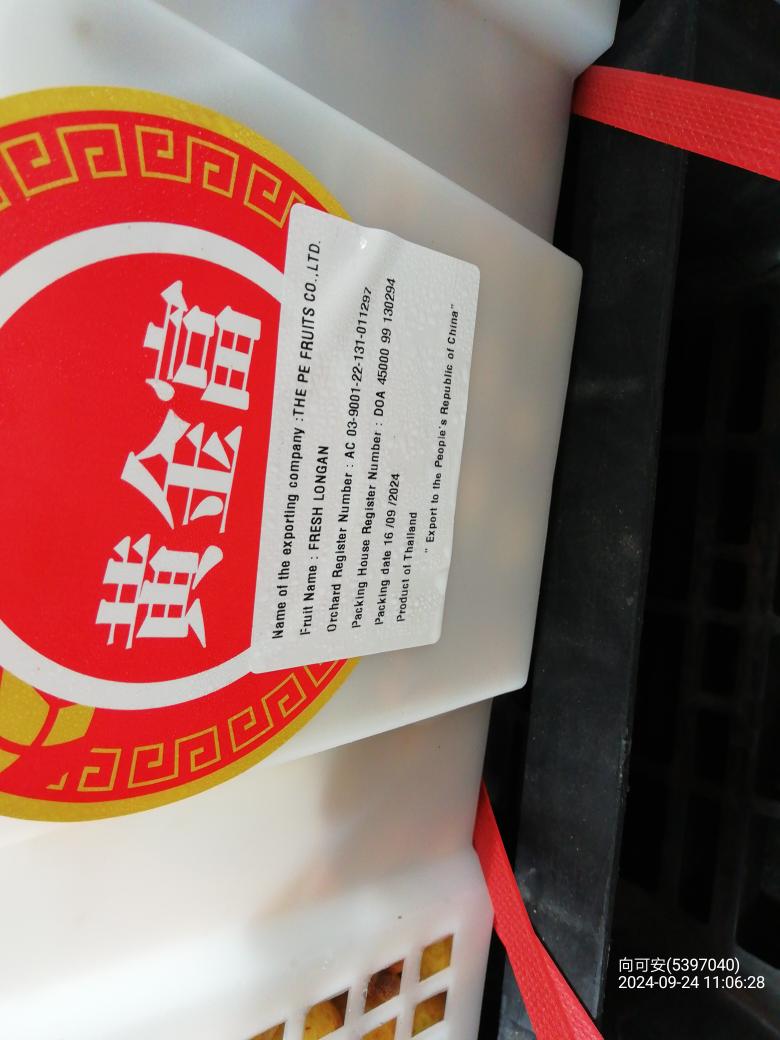 黄金富
Name of the exporting company :THE PE FRUITS CO.,LTD.
Fruit Name : FRESH LONGAN
Orchard Register Number : AC 03-9001-22-131-011297
Packing House Register Number : DOA 45000 99 130294
Packing date 16 /09 /2024
Product of Thailand
" Export to the People's Republic of China"
向可安(5397040)
2024-09-24 11:06:28